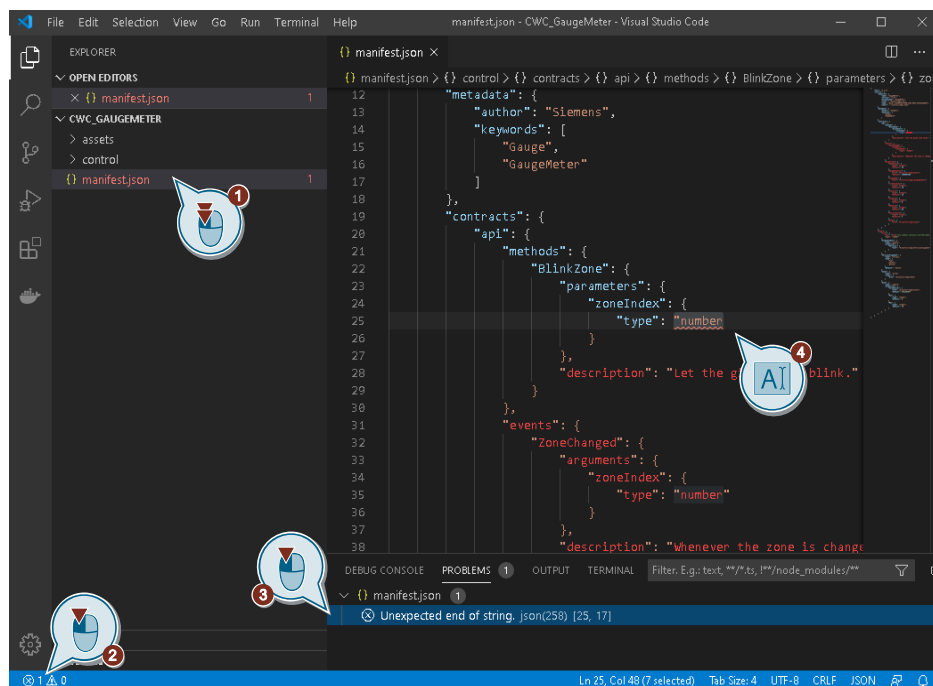 File Edit Selection View Go Run Terminal Help manifest.json - CWC_GaugeMeter - Visual Studio Code
EXPLORER
OPEN EDITORS
{} manifest.json 1
CWC_GAUGEMETER
assets
control
{} manifest.json 1
1
{} manifest.json
{} manifest.json > {} control > {} contracts > {} api > {} methods > {} BlinkZone > {} parameters > {} zo
12 "metadata": {
13 "author": "Siemens",
14 "keywords": [
15 "Gauge",
16 "GaugeMeter"
17 ]
18 },
19 "contracts": {
20 "api": {
21 "methods": {
22 "BlinkZone": {
23 "parameters": {
24 "zoneIndex": {
25 "type": "number
26 }
27 },
28 "description": "Let the g blink."
29 }
30 },
31 "events": {
32 "ZoneChanged": {
33 "arguments": {
34 "zoneIndex": {
35 "type": "number"
36 }
37 },
38 "description": "Whenever the zone is change
4
A
DEBUG CONSOLE PROBLEMS 1 OUTPUT TERMINAL Filter. E.g.: text, **/*.ts, !**/node_modules/**
{} manifest.json 1
Unexpected end of string. json(258) [25, 17]
3
2
1 0 Ln 25, Col 48 (7 selected) Tab Size: 4 UTF-8 CRLF JSON